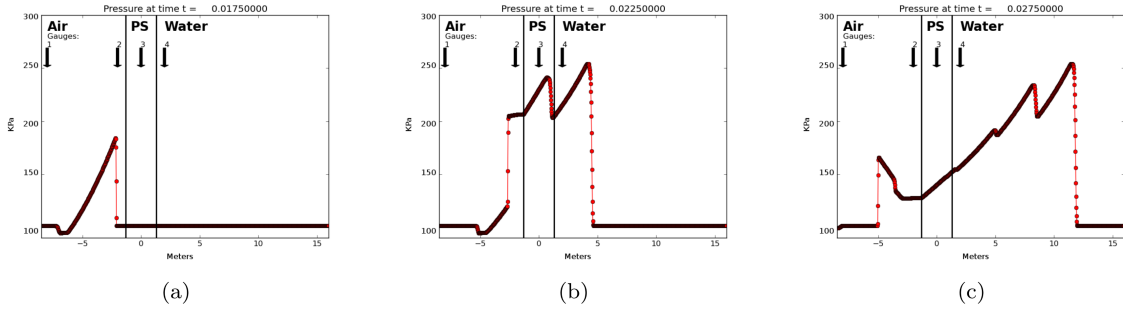 Pressure at time t = 0.01750000
300
250
200
150
100
KPa
Air PS Water
Gauges:
1 2 3 4
−5 0 5 10 15
Meters
(a)
Pressure at time t = 0.02250000
300
250
200
150
100
KPa
Air PS Water
Gauges:
1 2 3 4
−5 0 5 10 15
Meters
(b)
Pressure at time t = 0.02750000
300
250
200
150
100
KPa
Air PS Water
Gauges:
1 2 3 4
−5 0 5 10 15
Meters
(c)